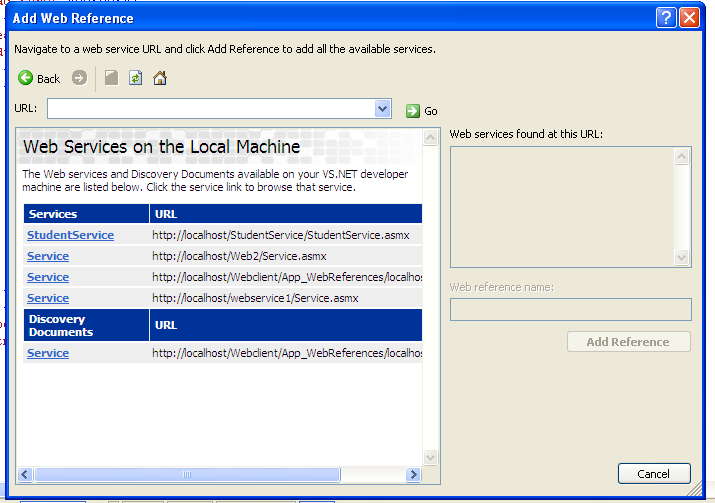 Add Web Reference
Navigate to a web service URL and click Add Reference to add all the available services.
Back
URL:
Go
Web Services on the Local Machine
The Web services and Discovery Documents available on your VS.NET developer
machine are listed below. Click the service link to browse that service.
Services URL
StudentService http://localhost/StudentService/StudentService.asmx
Service http://localhost/Web2/Service.asmx
Service http://localhost/Webclient/App_WebReferences/localhos
Service http://localhost/webservice1/Service.asmx
Discovery
Documents URL
Service http://localhost/Webclient/App_WebReferences/localhos
Web services found at this URL:
Web reference name:
Add Reference
Cancel